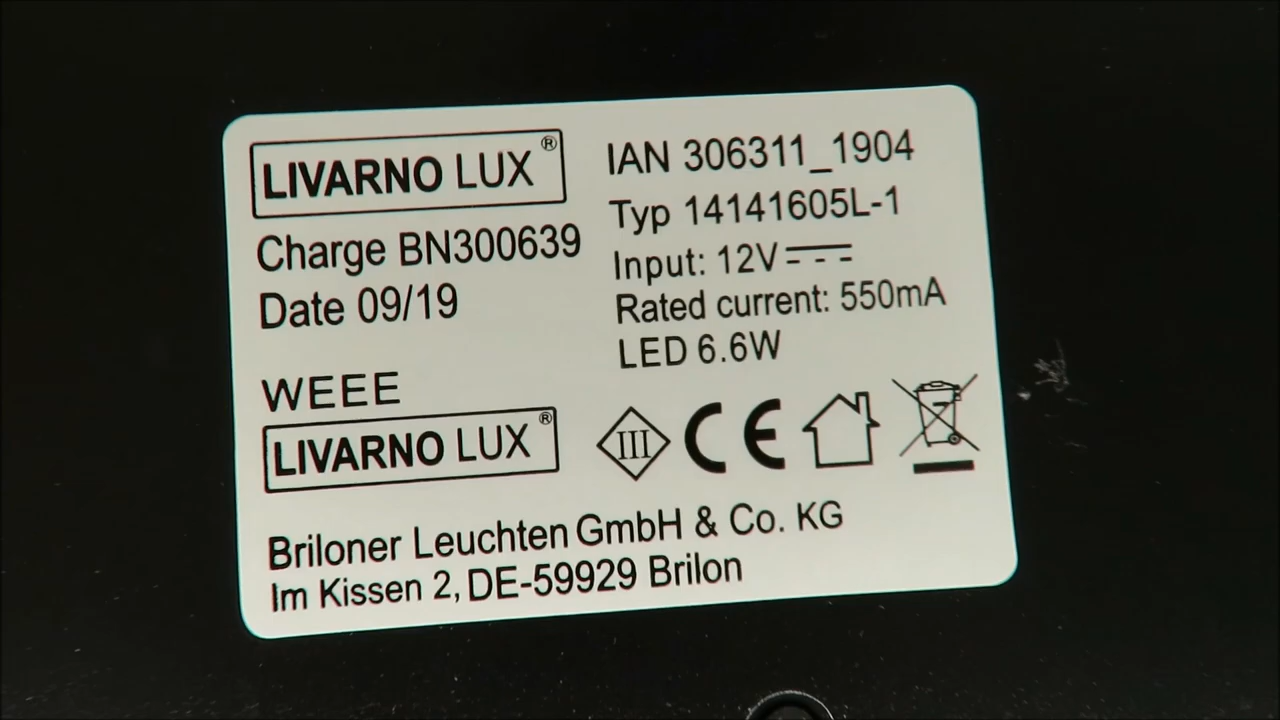 LIVARNO LUX®
Charge BN300639
Date 09/19
IAN 306311_1904
Typ 14141605L-1
Input: 12V
Rated current: 550mA
LED 6.6W
WEEE
LIVARNO LUX®
III CE
Briloner Leuchten GmbH & Co. KG
Im Kissen 2, DE-59929 Brilon